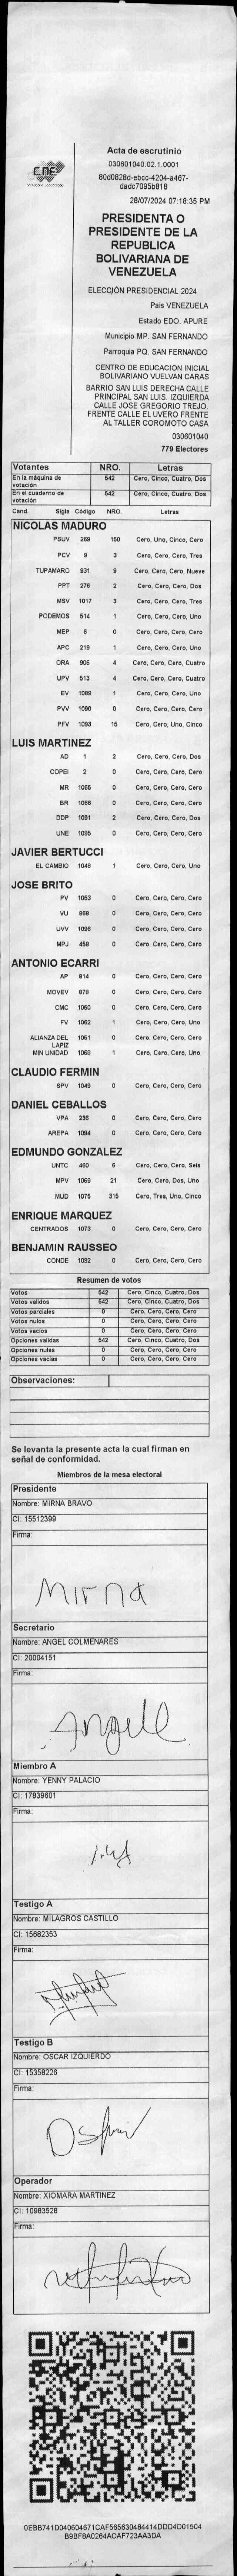 CNE
Acta de escrutinio
030601040.02.1.0001
80d0828d-ebcc-4204-a467-
dadc7095b818
28/07/2024 07:18:35 PM
PRESIDENTA O
PRESIDENTE DE LA
REPUBLICA
BOLIVARIANA DE
VENEZUELA
ELECCIÓN PRESIDENCIAL 2024
Pais VENEZUELA
Estado EDO. APURE
Municipio MP. SAN FERNANDO
Parroquia PQ. SAN FERNANDO
CENTRO DE EDUCACION INICIAL
BOLIVARIANO VUELVAN CARAS
BARRIO SAN LUIS DERECHA CALLE
PRINCIPAL SAN LUIS. IZQUIERDA
CALLE JOSE GREGORIO TREJO.
FRENTE CALLE EL UVERO FRENTE
AL TALLER COROMOTO CASA
030601040
779 Electores
Votantes NRO. Letras
En la máquina de votación 542 Cero, Cinco, Cuatro, Dos
En el cuaderno de votación 542 Cero, Cinco, Cuatro, Dos
Cand. Sigla Código NRO. Letras
NICOLAS MADURO
PSUV 269 150 Cero, Uno, Cinco, Cero
PCV 9 3 Cero, Cero, Cero, Tres
TUPAMARO 931 9 Cero, Cero, Cero, Nueve
PPT 276 2 Cero, Cero, Cero, Dos
MSV 1017 3 Cero, Cero, Cero, Tres
PODEMOS 514 1 Cero, Cero, Cero, Uno
MEP 6 0 Cero, Cero, Cero, Cero
APC 219 1 Cero, Cero, Cero, Uno
ORA 905 4 Cero, Cero, Cero, Cuatro
UPV 613 4 Cero, Cero, Cero, Cuatro
EV 1089 1 Cero, Cero, Cero, Uno
PVV 1090 0 Cero, Cero, Cero, Cero
PFV 1093 15 Cero, Cero, Uno, Cinco
LUIS MARTINEZ
AD 1 2 Cero, Cero, Cero, Dos
COPEI 2 0 Cero, Cero, Cero, Cero
MR 1055 0 Cero, Cero, Cero, Cero
BR 1066 0 Cero, Cero, Cero, Cero
DDP 1091 2 Cero, Cero, Cero, Dos
UNE 1095 0 Cero, Cero, Cero, Cero
JAVIER BERTUCCI
EL CAMBIO 1048 1 Cero, Cero, Cero, Uno
JOSE BRITO
PV 1053 0 Cero, Cero, Cero, Cero
VU 868 0 Cero, Cero, Cero, Cero
UVV 1096 0 Cero, Cero, Cero, Cero
MPJ 459 0 Cero, Cero, Cero, Cero
ANTONIO ECARRI
AP 814 0 Cero, Cero, Cero, Cero
MOVEV 878 0 Cero, Cero, Cero, Cero
CMC 1050 0 Cero, Cero, Cero, Cero
FV 1062 1 Cero, Cero, Cero, Uno
ALIANZA DEL LAPIZ 1051 0 Cero, Cero, Cero, Cero
MIN UNIDAD 1068 1 Cero, Cero, Cero, Uno
CLAUDIO FERMIN
SPV 1049 0 Cero, Cero, Cero, Cero
DANIEL CEBALLOS
VPA 236 0 Cero, Cero, Cero, Cero
AREPA 1094 0 Cero, Cero, Cero, Cero
EDMUNDO GONZALEZ
UNTC 460 6 Cero, Cero, Cero, Seis
MPV 1069 21 Cero, Cero, Dos, Uno
MUD 1075 315 Cero, Tres, Uno, Cinco
ENRIQUE MARQUEZ
CENTRADOS 1073 0 Cero, Cero, Cero, Cero
BENJAMIN RAUSSEO
CONDE 1092 0 Cero, Cero, Cero, Cero
Resumen de votos
Votos 542 Cero, Cinco, Cuatro, Dos
Votos validos 542 Cero, Cinco, Cuatro, Dos
Votos parciales 0 Cero, Cero, Cero, Cero
Votos nulos 0 Cero, Cero, Cero, Cero
Votos vacios 0 Cero, Cero, Cero, Cero
Opciones validas 542 Cero, Cinco, Cuatro, Dos
Opciones nulas 0 Cero, Cero, Cero, Cero
Opciones vacias 0 Cero, Cero, Cero, Cero
Observaciones:
Se levanta la presente acta la cual firman en
señal de conformidad.
Miembros de la mesa electoral
Presidente
Nombre: MIRNA BRAVO
CI: 15512399
Firma:
Mirna
Secretario
Nombre: ANGEL COLMENARES
CI: 20004151
Firma:
Miembro A
Nombre: YENNY PALACIO
CI: 17839601
Firma:
Testigo A
Nombre: MILAGROS CASTILLO
CI: 15682353
Firma:
Testigo B
Nombre: OSCAR IZQUIERDO
CI: 15358226
Firma:
Operador
Nombre: XIOMARA MARTINEZ
CI: 10983528
Firma:
0EBB741D040604671CAF565630484414DDD4D01504
B9BF8A0264ACAF723AA3DA